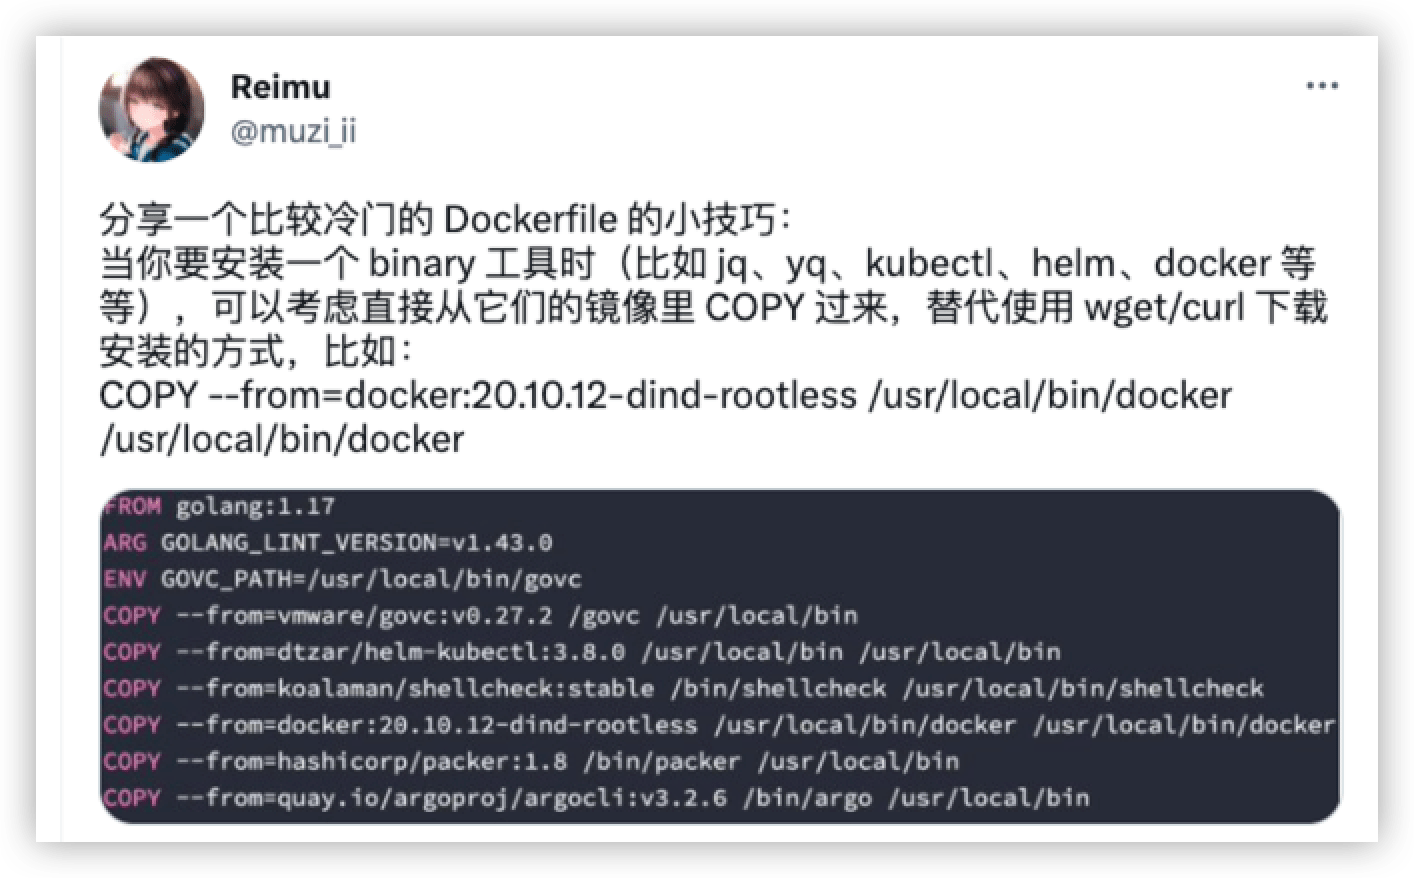 Reimu
@muzi_ii
分享一个比较冷门的 Dockerfile 的小技巧：
当你要安装一个 binary 工具时（比如 jq、yq、kubectl、helm、docker 等
等），可以考虑直接从它们的镜像里 COPY 过来，替代使用 wget/curl 下载
安装的方式，比如：
COPY --from=docker:20.10.12-dind-rootless /usr/local/bin/docker
/usr/local/bin/docker
FROM golang:1.17
ARG GOLANG_LINT_VERSION=v1.43.0
ENV GOVC_PATH=/usr/local/bin/govc
COPY --from=vmware/govc:v0.27.2 /govc /usr/local/bin
COPY --from=dtzar/helm-kubectl:3.8.0 /usr/local/bin /usr/local/bin
COPY --from=koalaman/shellcheck:stable /bin/shellcheck /usr/local/bin/shellcheck
COPY --from=docker:20.10.12-dind-rootless /usr/local/bin/docker /usr/local/bin/docker
COPY --from=hashicorp/packer:1.8 /bin/packer /usr/local/bin
COPY --from=quay.io/argoproj/argocli:v3.2.6 /bin/argo /usr/local/bin